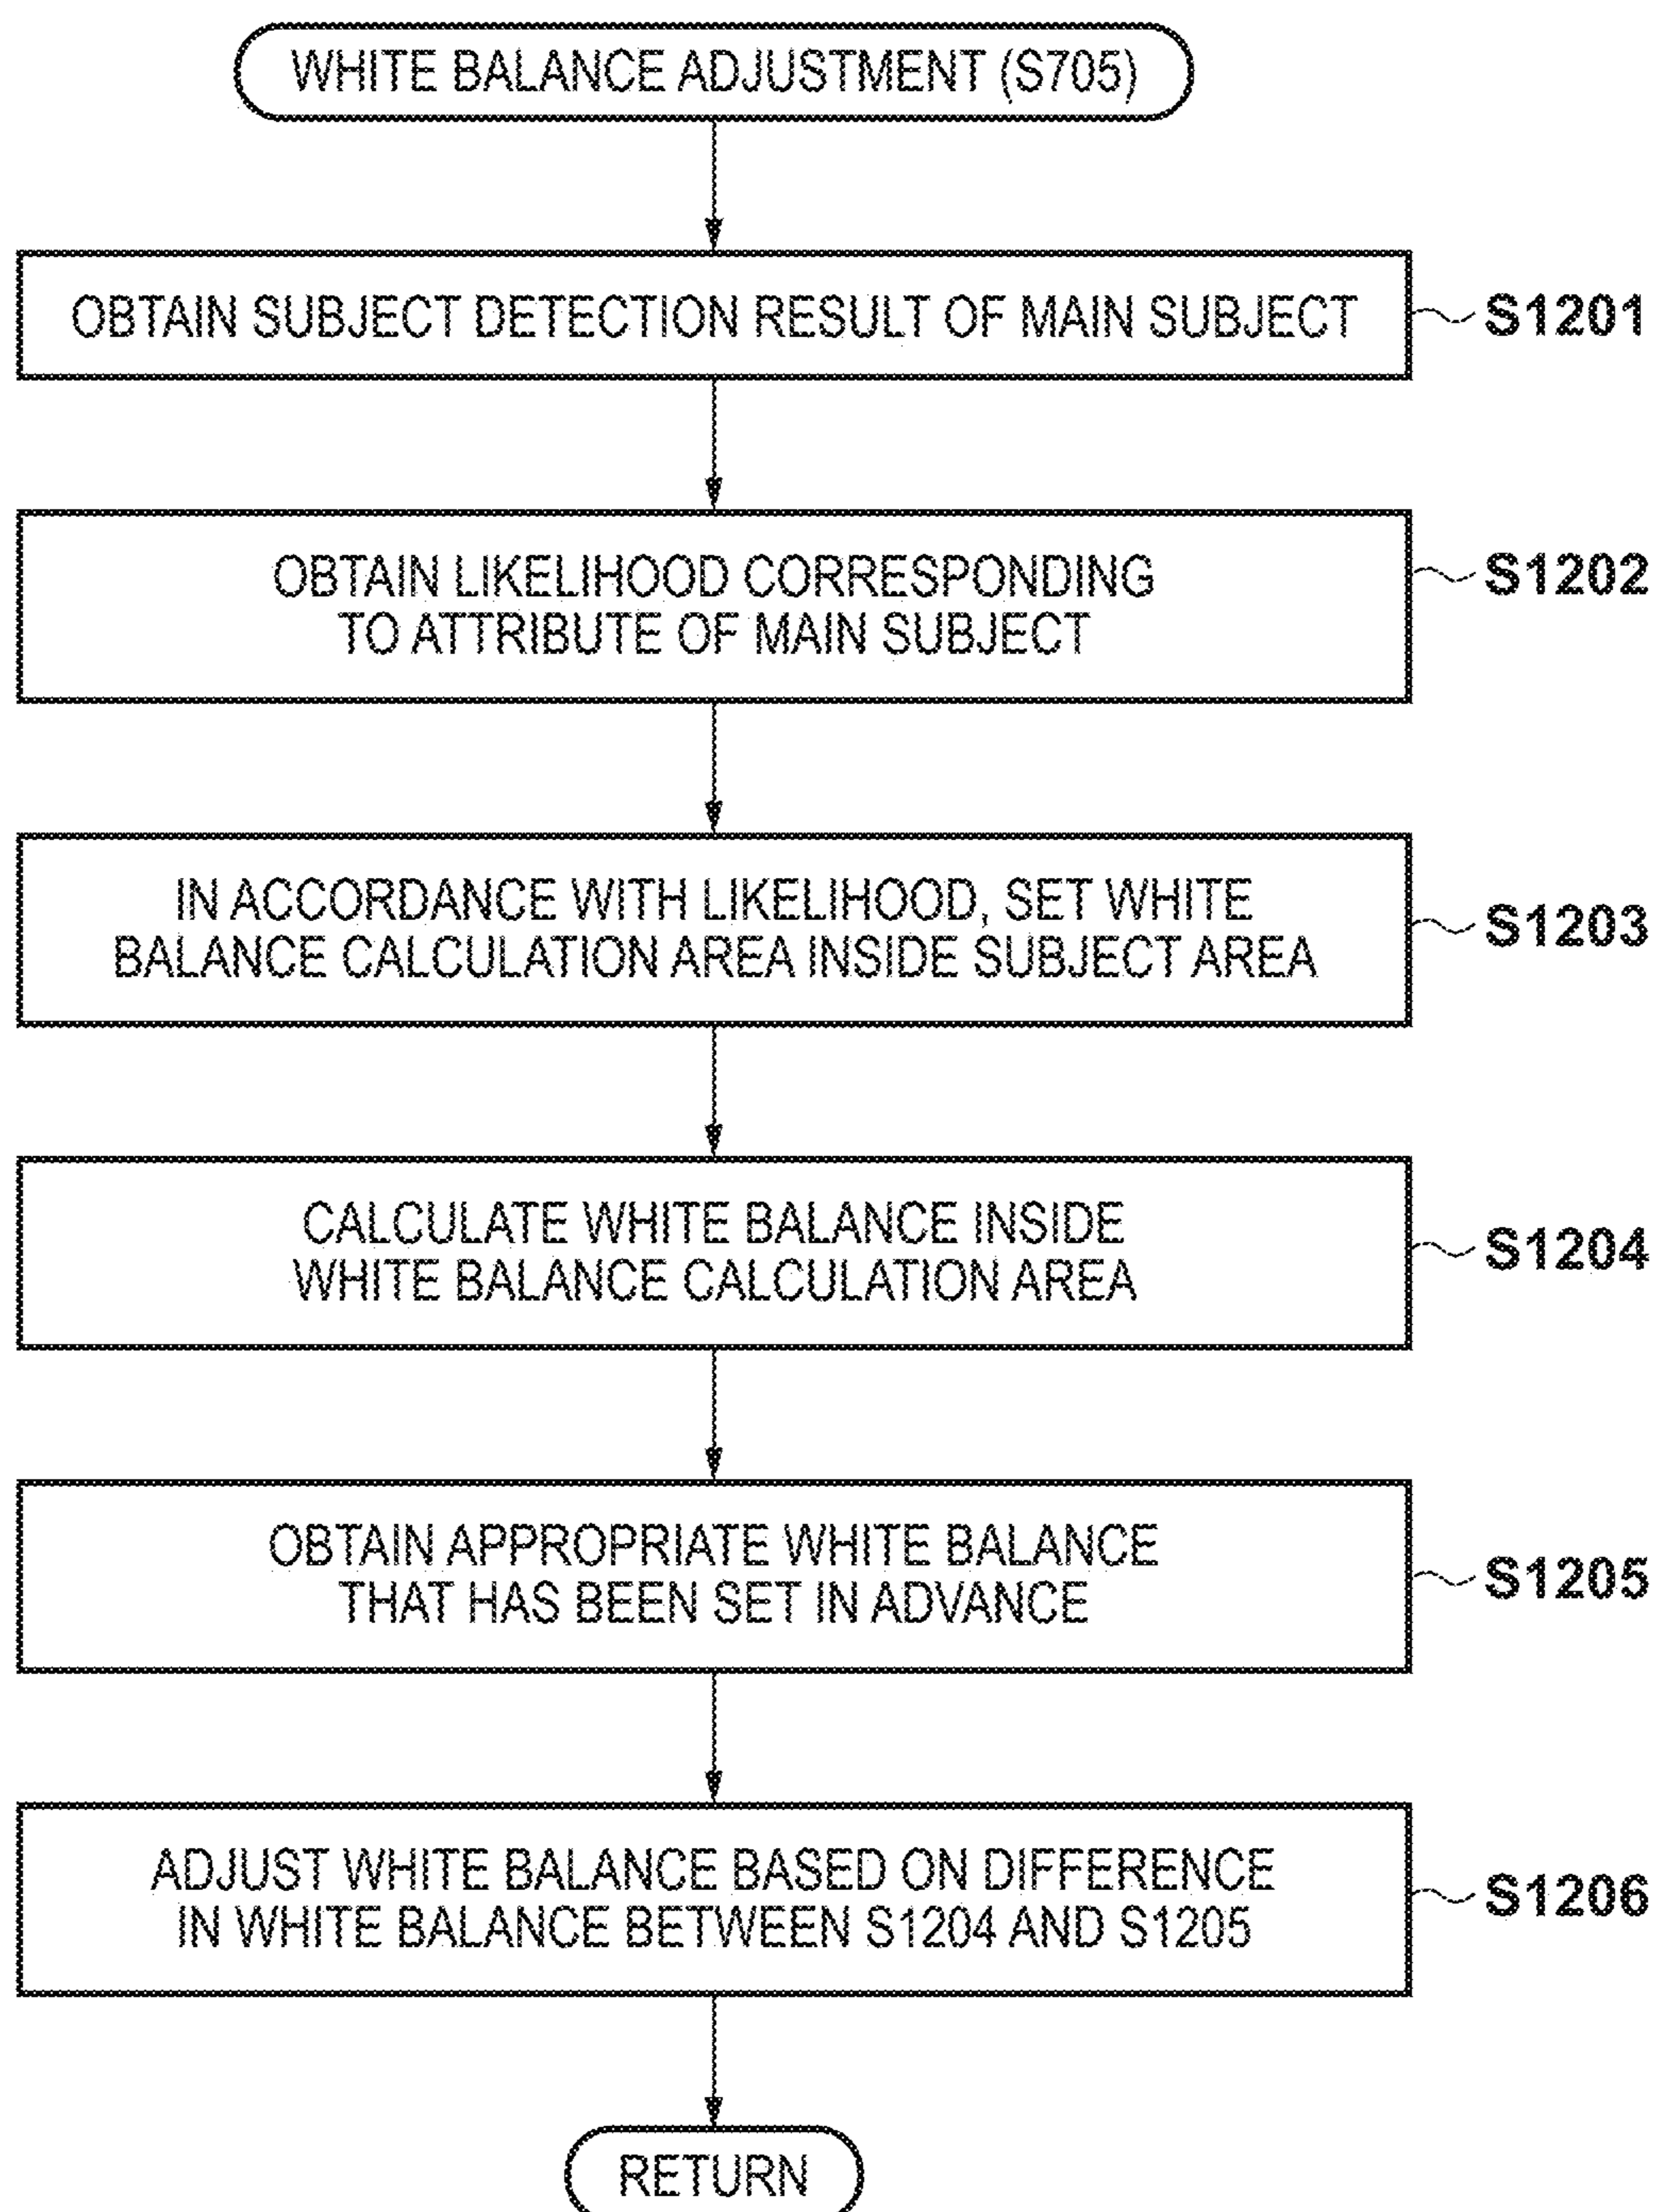 WHITE BALANCE ADJUSTMENT (S705)
OBTAIN SUBJECT DETECTION RESULT OF MAIN SUBJECT
S1201
OBTAIN LIKELIHOOD CORRESPONDING
TO ATTRIBUTE OF MAIN SUBJECT
S1202
IN ACCORDANCE WITH LIKELIHOOD, SET WHITE
BALANCE CALCULATION AREA INSIDE SUBJECT AREA
S1203
CALCULATE WHITE BALANCE INSIDE
WHITE BALANCE CALCULATION AREA
S1204
OBTAIN APPROPRIATE WHITE BALANCE
THAT HAS BEEN SET IN ADVANCE
S1205
ADJUST WHITE BALANCE BASED ON DIFFERENCE
IN WHITE BALANCE BETWEEN S1204 AND S1205
S1206
RETURN